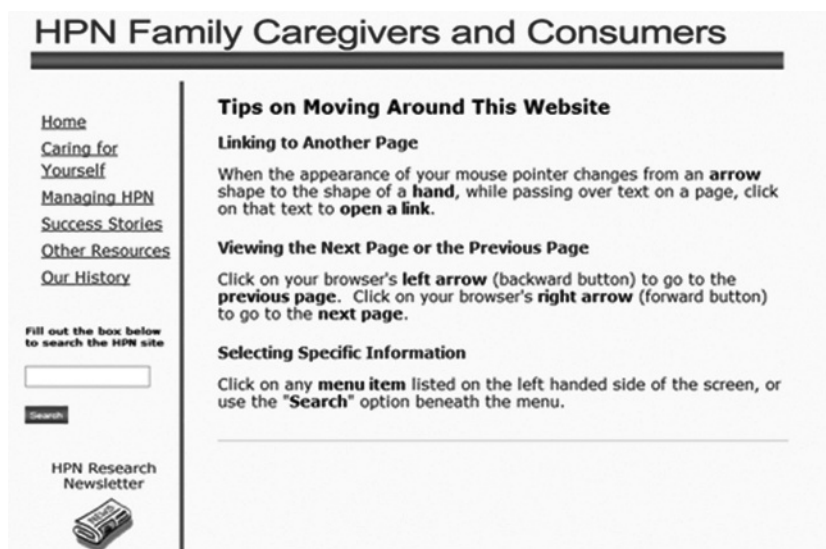 HPN Family Caregivers and Consumers
Home
Caring for
Yourself
Managing HPN
Success Stories
Other Resources
Our History
Fill out the box below
to search the HPN site
Search
HPN Research
Newsletter
NEWS
Tips on Moving Around This Website
Linking to Another Page
When the appearance of your mouse pointer changes from an arrow
shape to the shape of a hand, while passing over text on a page, click
on that text to open a link.
Viewing the Next Page or the Previous Page
Click on your browser's left arrow (backward button) to go to the
previous page. Click on your browser's right arrow (forward button)
to go to the next page.
Selecting Specific Information
Click on any menu item listed on the left handed side of the screen, or
use the "Search" option beneath the menu.